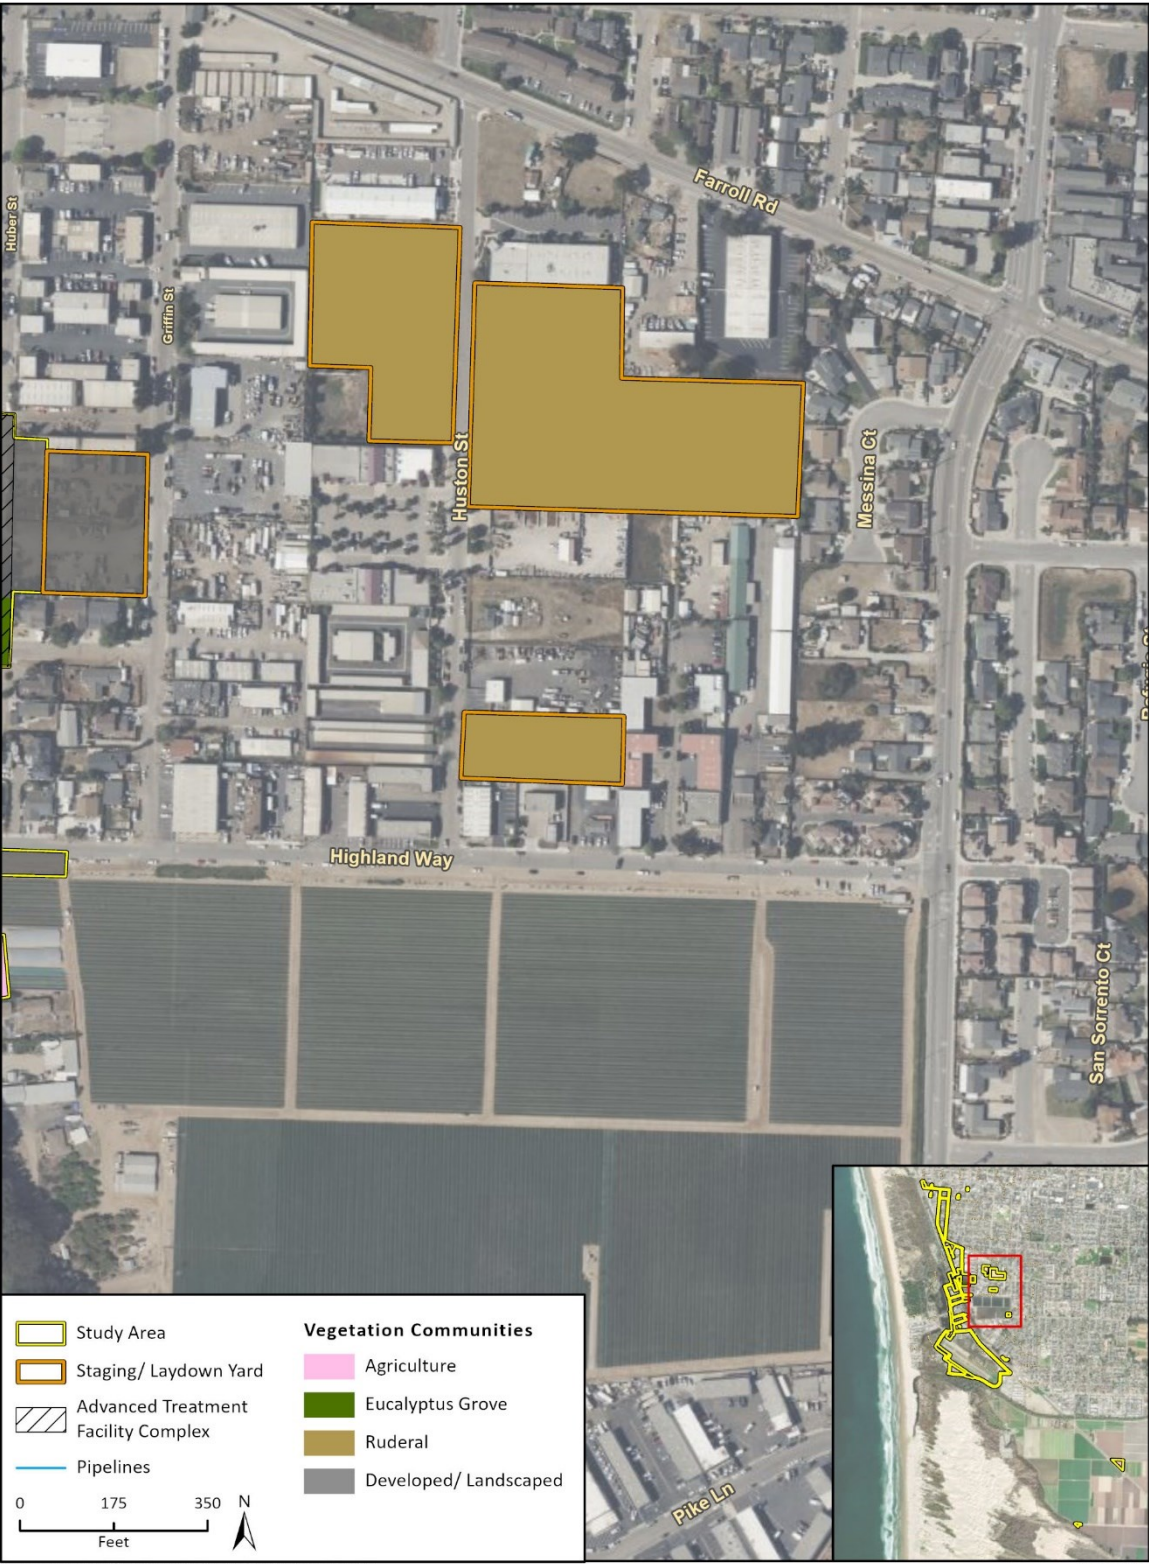 Farroll Rd
Huber St
Griffin St
Messina Ct
Huston St
Highland Way
San Sorrento Ct
Study Area
Staging/ Laydown Yard
Advanced Treatment
Facility Complex
Pipelines
0 175 350
Feet
N
Vegetation Communities
Agriculture
Eucalyptus Grove
Ruderal
Developed/ Landscaped
Pike Ln